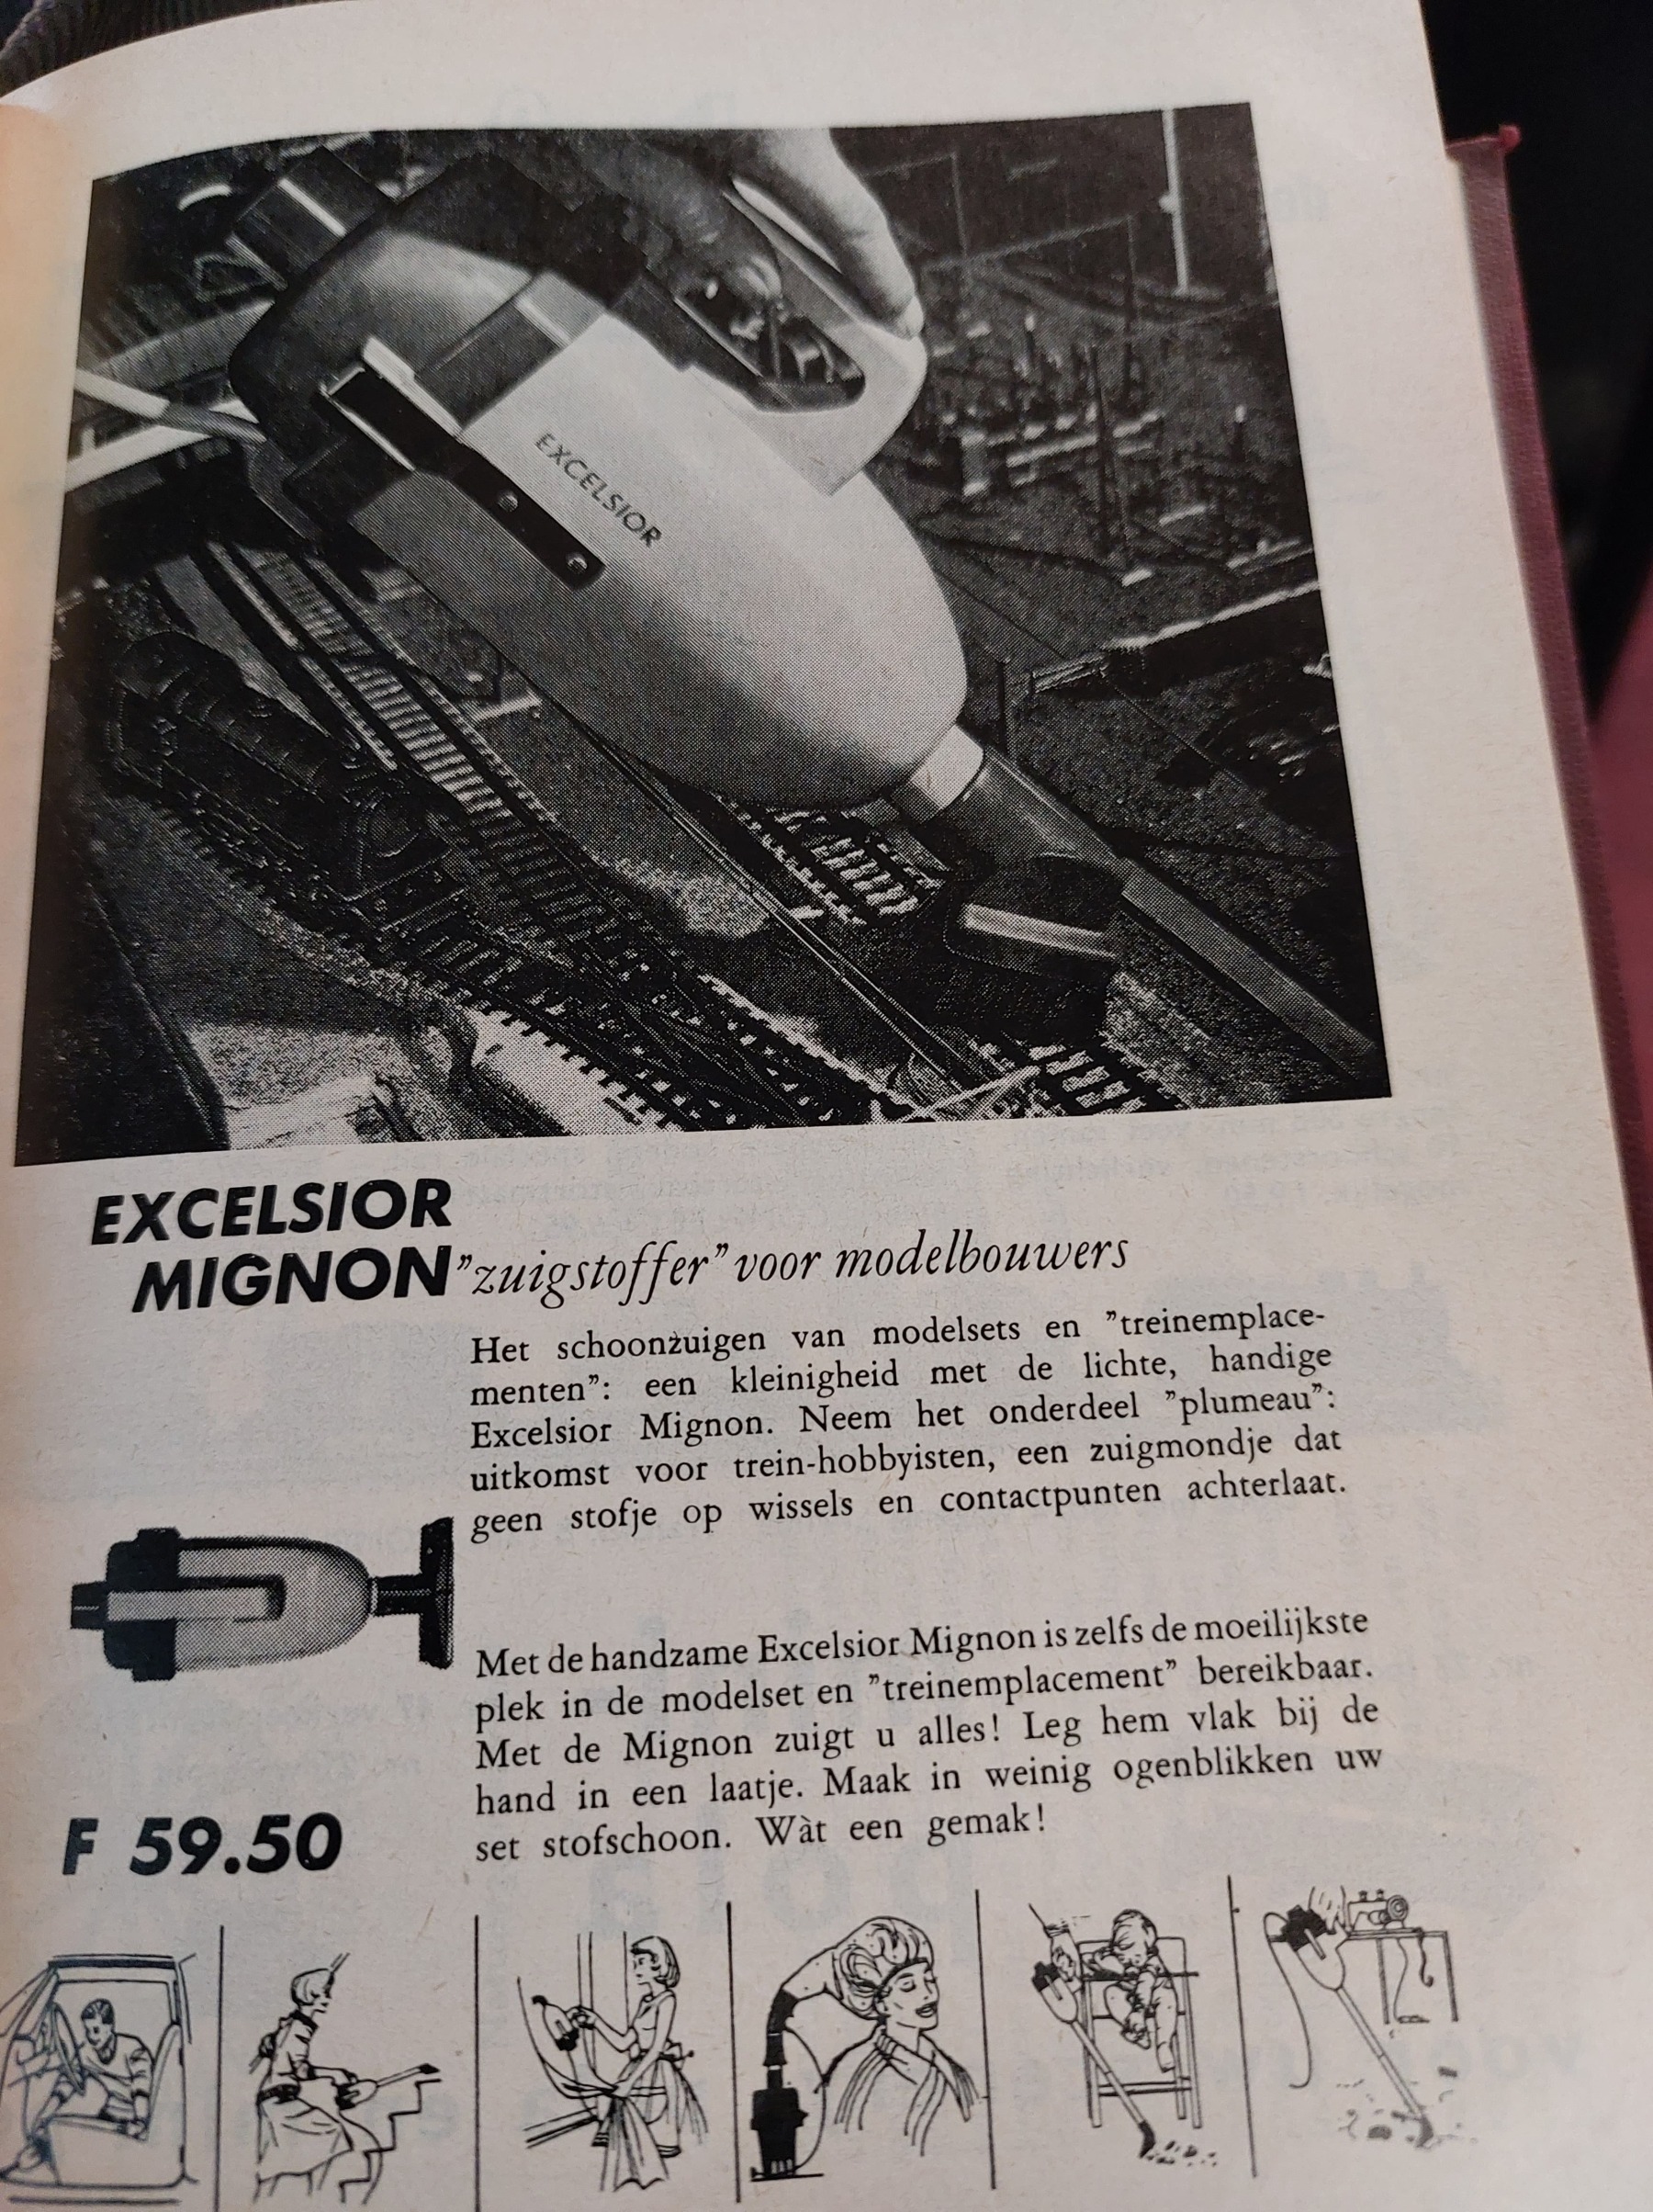 EXCELSIOR
EXCELSIOR
MIGNON "zuigstoffer" voor modelbouwers
Het schoonzuigen van modelsets en "treinemplace-
menten": een kleinigheid met de lichte, handige
Excelsior Mignon. Neem het onderdeel "plumeau":
uitkomst voor trein-hobbyisten, een zuigmondje dat
geen stofje op wissels en contactpunten achterlaat.
Met de handzame Excelsior Mignon is zelfs de moeilijkste
plek in de modelset en "treinemplacement" bereikbaar.
Met de Mignon zuigt u alles! Leg hem vlak bij de
hand in een laatje. Maak in weinig ogenblikken uw
set stofschoon. Wàt een gemak!
F 59.50